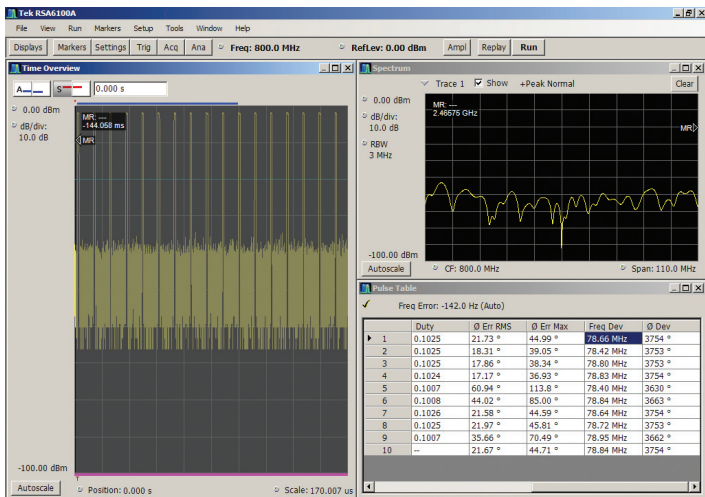 Tek RSA6100A
File View Run Markers Setup Tools Window Help
Displays Markers Settings Trig Acq Ana Freq: 800.0 MHz RefLev: 0.00 dBm Ampl Replay Run
Time Overview
A S 0.000 s
0.00 dBm
dB/div:
10.0 dB
MR: ---
-144.058 ms
MR
-100.00 dBm
Autoscale Position: 0.000 s Scale: 170.007 us
Spectrum
Trace 1 Show +Peak Normal Clear
0.00 dBm
dB/div:
10.0 dB
RBW
3 MHz
MR: ---
2.46575 GHz
MR
-100.00 dBm
Autoscale CF: 800.0 MHz Span: 110.0 MHz
Pulse Table
Freq Error: -142.0 Hz (Auto)
Duty Ø Err RMS Ø Err Max Freq Dev Ø Dev
1 0.1025 21.73 ° 44.99 ° 78.66 MHz 3754 °
2 0.1025 18.31 ° 39.05 ° 78.42 MHz 3753 °
3 0.1025 17.86 ° 38.34 ° 78.80 MHz 3753 °
4 0.1024 17.17 ° 36.93 ° 78.83 MHz 3754 °
5 0.1007 60.94 ° 113.8 ° 78.40 MHz 3630 °
6 0.1008 44.02 ° 85.00 ° 78.84 MHz 3663 °
7 0.1026 21.58 ° 44.59 ° 78.64 MHz 3754 °
8 0.1025 21.97 ° 45.81 ° 78.72 MHz 3753 °
9 0.1007 35.66 ° 70.49 ° 78.95 MHz 3662 °
10 -- 21.67 ° 44.71 ° 78.84 MHz 3754 °